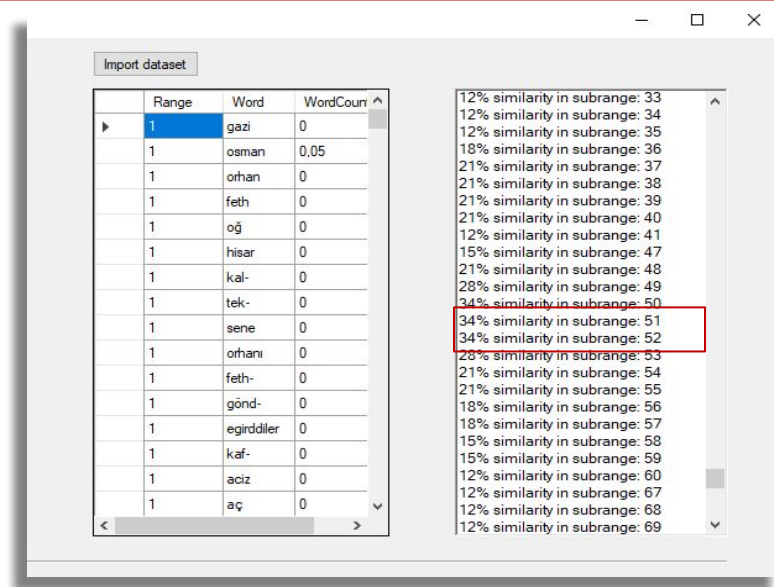 Import dataset
Range Word WordCount
1 gazi 0
1 osman 0,05
1 orhan 0
1 feth 0
1 oğ 0
1 hisar 0
1 kal- 0
1 tek- 0
1 sene 0
1 orhanı 0
1 feth- 0
1 gönd- 0
1 egirddiler 0
1 kaf- 0
1 aciz 0
1 aç 0
12% similarity in subrange: 33
12% similarity in subrange: 34
12% similarity in subrange: 35
18% similarity in subrange: 36
21% similarity in subrange: 37
21% similarity in subrange: 38
21% similarity in subrange: 39
21% similarity in subrange: 40
12% similarity in subrange: 41
15% similarity in subrange: 47
21% similarity in subrange: 48
28% similarity in subrange: 49
34% similarity in subrange: 50
34% similarity in subrange: 51
34% similarity in subrange: 52
28% similarity in subrange: 53
21% similarity in subrange: 54
21% similarity in subrange: 55
18% similarity in subrange: 56
18% similarity in subrange: 57
15% similarity in subrange: 58
15% similarity in subrange: 59
12% similarity in subrange: 60
12% similarity in subrange: 67
12% similarity in subrange: 68
12% similarity in subrange: 69